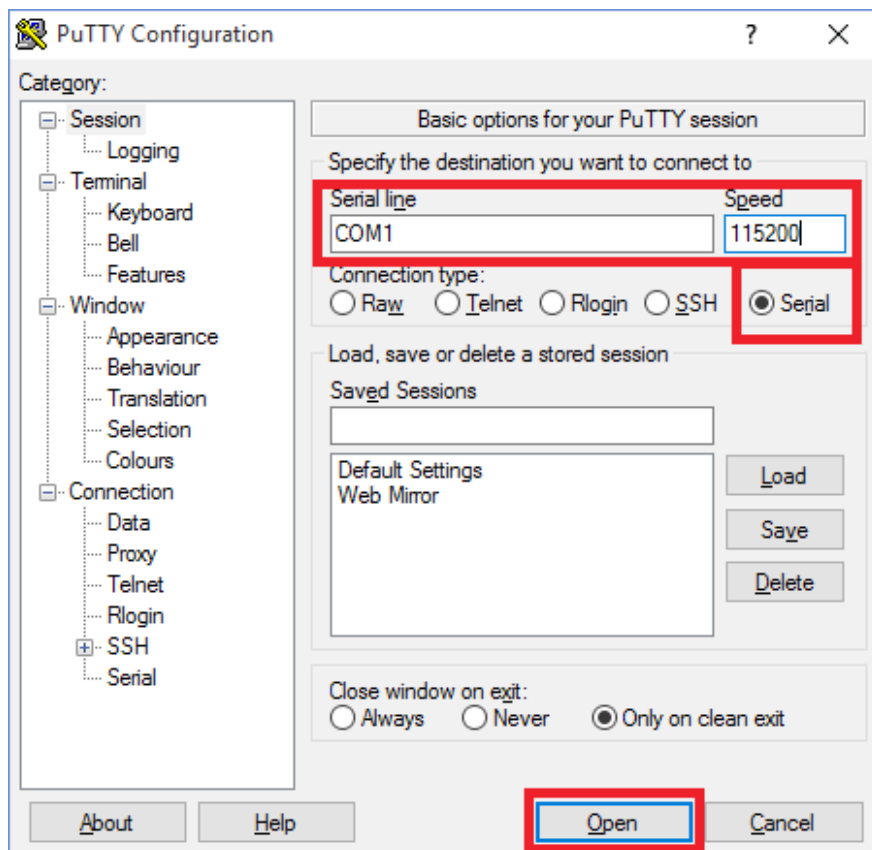 PuTTY Configuration
?
Category:
Session
Logging
Terminal
Keyboard
Bell
Features
Window
Appearance
Behaviour
Translation
Selection
Colours
Connection
Data
Proxy
Telnet
Rlogin
SSH
Serial
Basic options for your PuTTY session
Specify the destination you want to connect to
Serial line Speed
COM1 115200
Connection type:
Raw Telnet Rlogin SSH Serial
Load, save or delete a stored session
Saved Sessions
Default Settings
Web Mirror
Load
Save
Delete
Close window on exit:
Always Never Only on clean exit
About Help Open Cancel